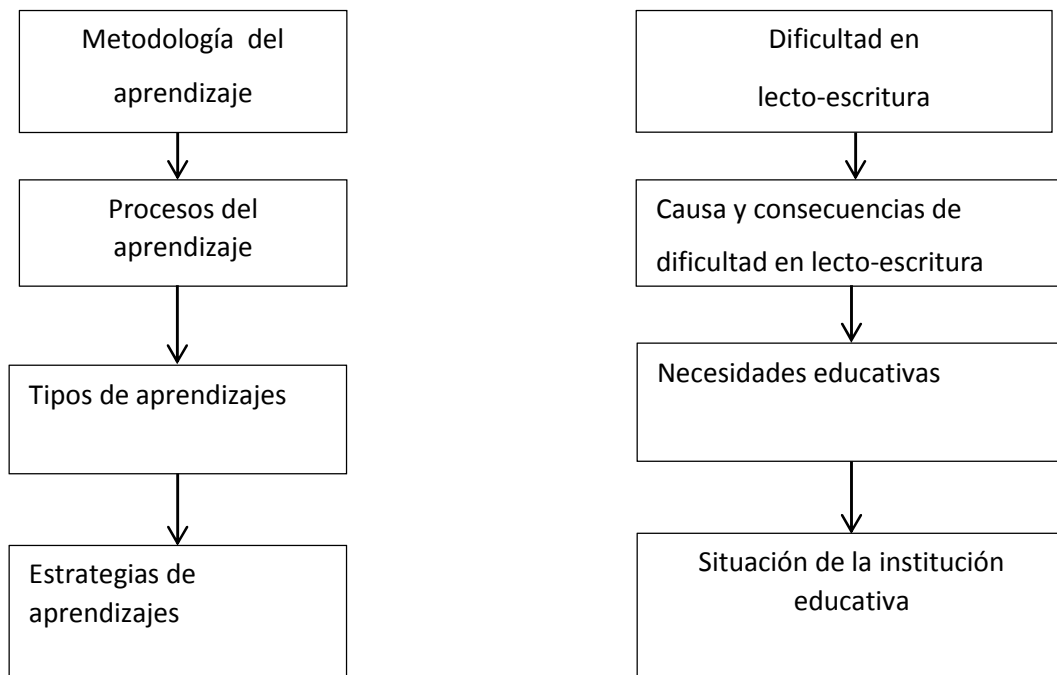 Metodología del
aprendizaje
Procesos del
aprendizaje
Tipos de aprendizajes
Estrategias de
aprendizajes
Dificultad en
lecto-escritura
Causa y consecuencias de
dificultad en lecto-escritura
Necesidades educativas
Situación de la institución
educativa